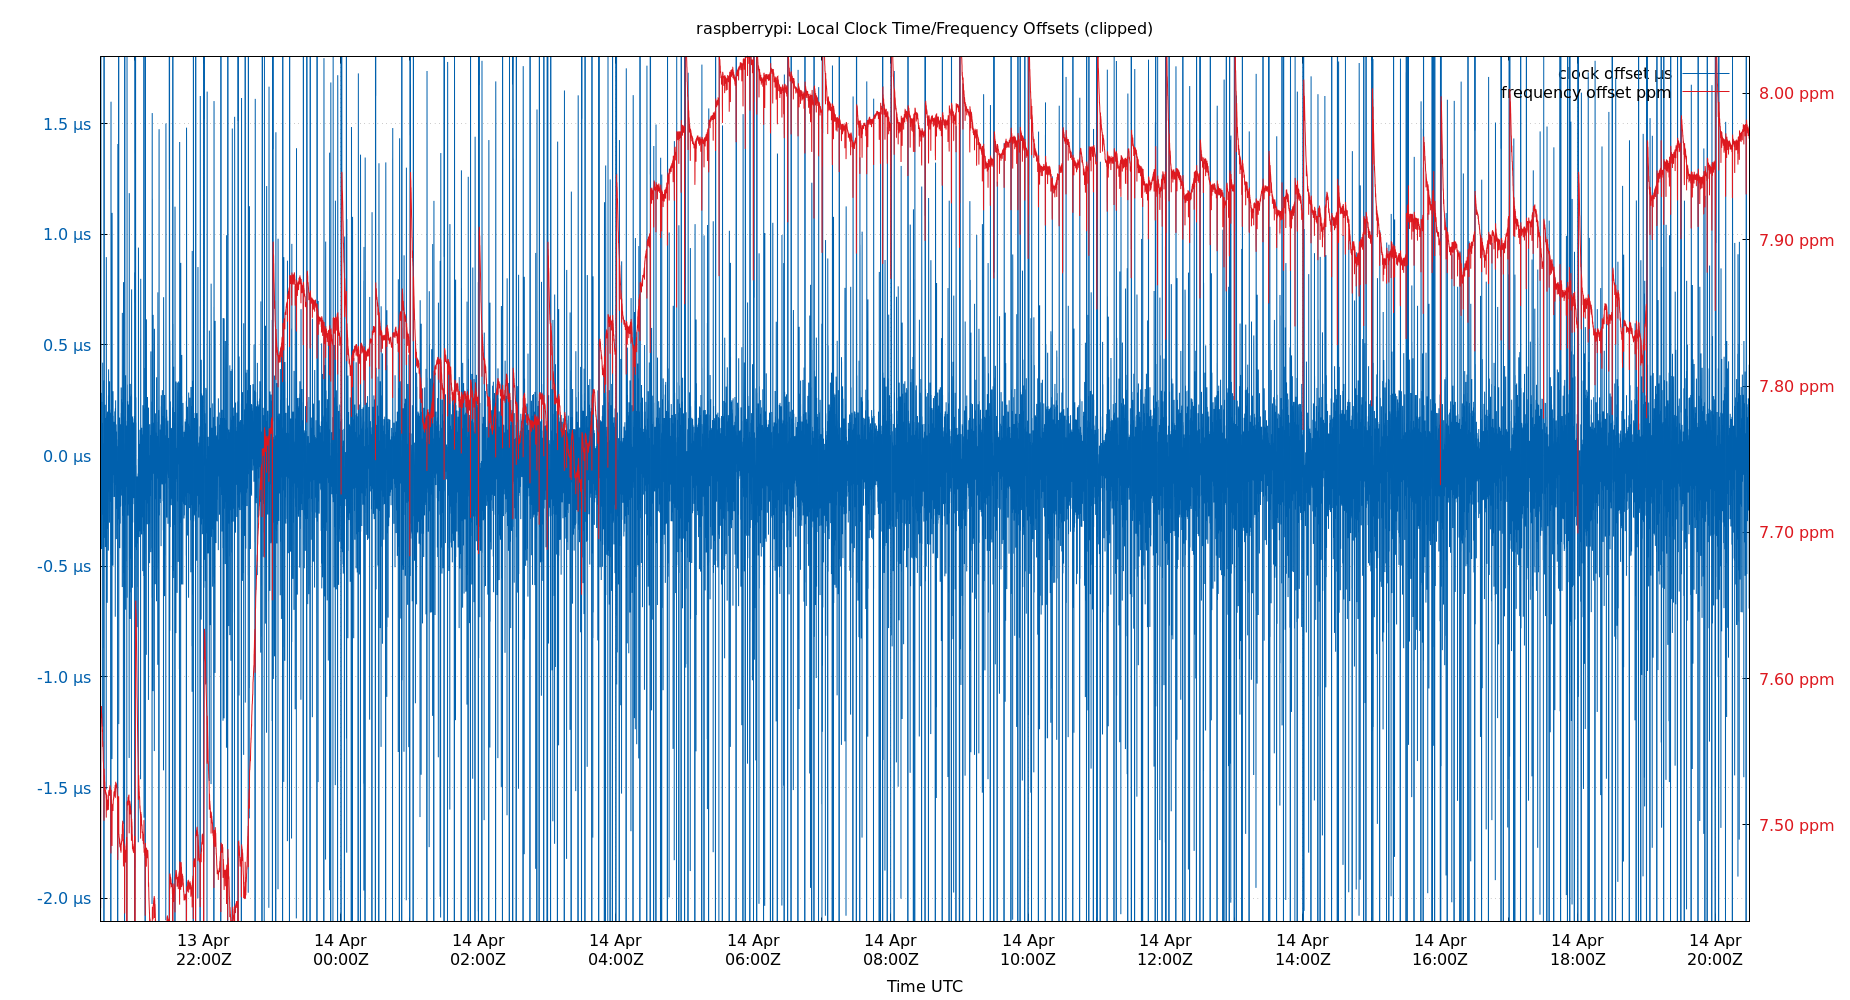 raspberrypi: Local Clock Time/Frequency Offsets (clipped)
clock offset µs
frequency offset ppm
1.5 µs
1.0 µs
0.5 µs
0.0 µs
-0.5 µs
-1.0 µs
-1.5 µs
-2.0 µs
8.00 ppm
7.90 ppm
7.80 ppm
7.70 ppm
7.60 ppm
7.50 ppm
13 Apr 14 Apr 14 Apr 14 Apr 14 Apr 14 Apr 14 Apr 14 Apr 14 Apr 14 Apr 14 Apr 14 Apr
22:00Z 00:00Z 02:00Z 04:00Z 06:00Z 08:00Z 10:00Z 12:00Z 14:00Z 16:00Z 18:00Z 20:00Z
Time UTC